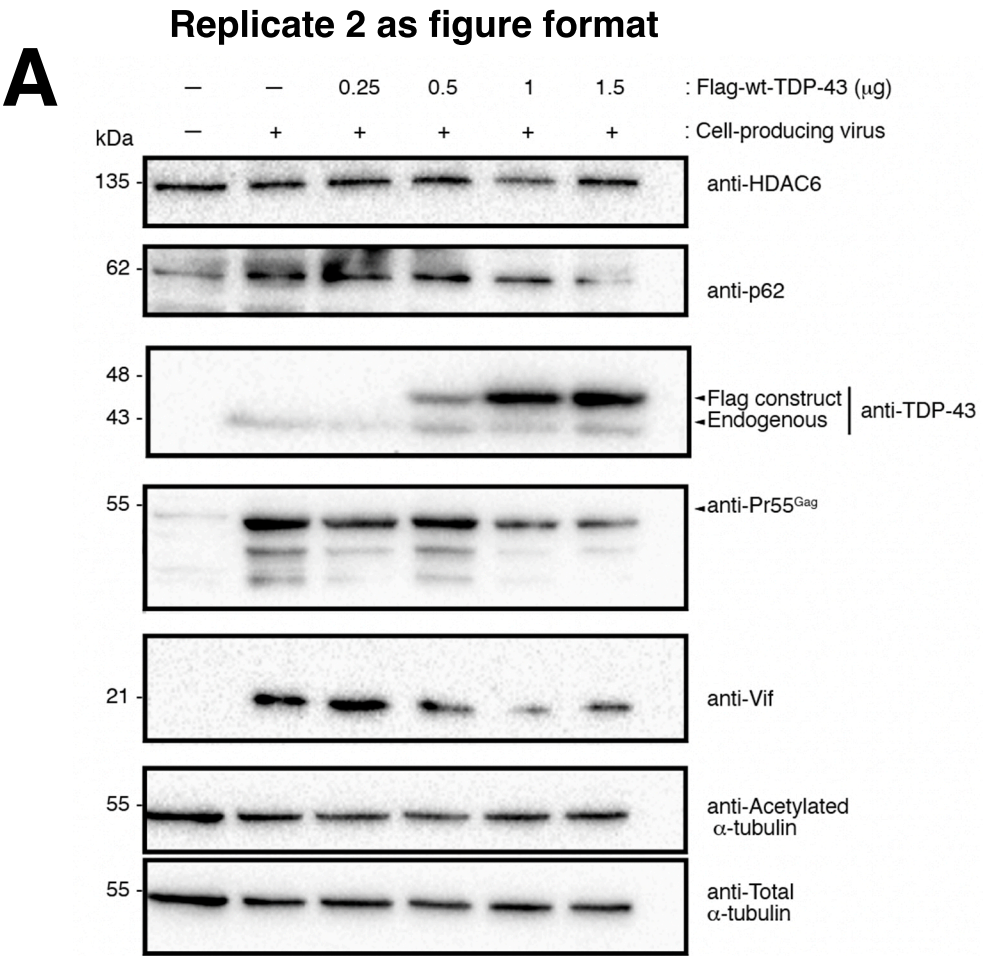 Replicate 2 as figure format
A
– – 0.25 0.5 1 1.5 : Flag-wt-TDP-43 (μg)
kDa – + + + + + : Cell-producing virus
135 - anti-HDAC6
62 - anti-p62
48 -
Flag construct
43 - Endogenous
anti-TDP-43
55 - anti-Pr55Gag
21 - anti-Vif
55 - anti-Acetylated
α-tubulin
55 - anti-Total
α-tubulin